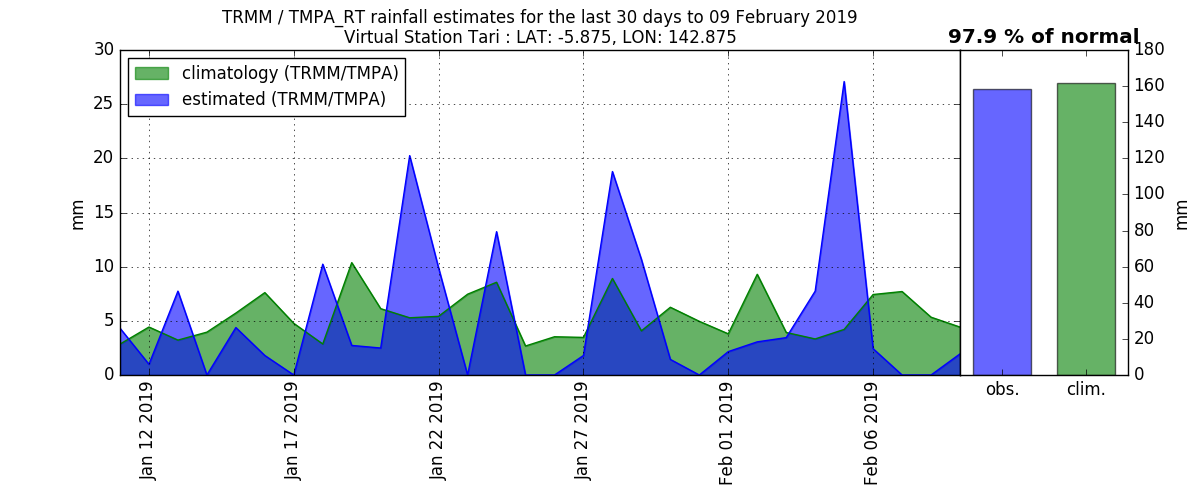 TRMM / TMPA_RT rainfall estimates for the last 30 days to 09 February 2019
Virtual Station Tari : LAT: -5.875, LON: 142.875
97.9 % of normal
climatology (TRMM/TMPA)
estimated (TRMM/TMPA)
30
25
20
15
10
5
0
mm
Jan 12 2019
Jan 17 2019
Jan 22 2019
Jan 27 2019
Feb 01 2019
Feb 06 2019
obs.
clim.
180
160
140
120
100
80
60
40
20
0
mm